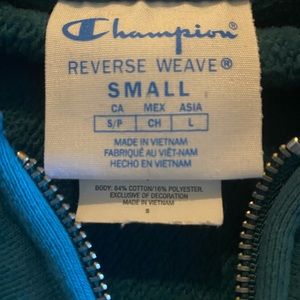 Champion
REVERSE WEAVE®
SMALL
CA MEX ASIA
S/P CH L
MADE IN VIETNAM
FABRIQUÉ AU VIET-NAM
HECHO EN VIETNAM
BODY: 84% COTTON/16% POLYESTER.
EXCLUSIVE OF DECORATION
MADE IN VIETNAM
S